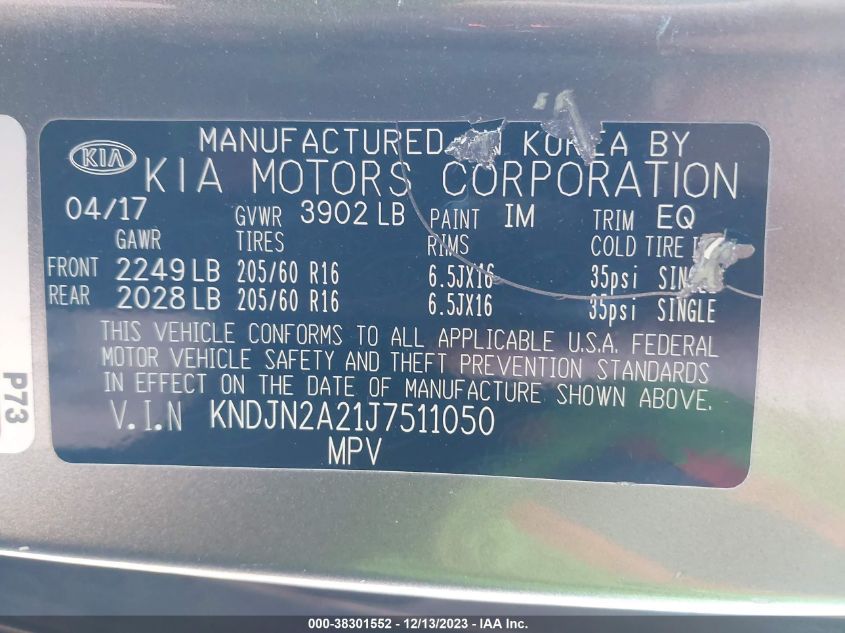 MANUFACTURED IN KOREA BY
KIA KIA MOTORS CORPORATION
04/17 GVWR 3902 LB PAINT IM TRIM EQ
GAWR TIRES RIMS COLD TIRE
FRONT 2249 LB 205/60 R16 6.5JX16 35psi
REAR 2028 LB 205/60 R16 6.5JX16 35psi SINGLE
THIS VEHICLE CONFORMS TO ALL APPLICABLE U.S.A. FEDERAL
MOTOR VEHICLE SAFETY AND THEFT PREVENTION STANDARDS
IN EFFECT ON THE DATE OF MANUFACTURE SHOWN ABOVE.
V.I.N KNDJN2A21J7511050
MPV
P73
000-38301552 - 12/13/2023 - IAA Inc.